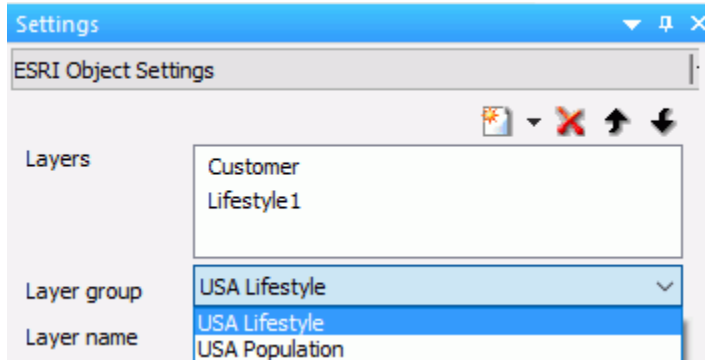 Settings
ESRI Object Settings
Layers
Customer
Lifestyle1
Layer group
USA Lifestyle
Layer name
USA Lifestyle
USA Population